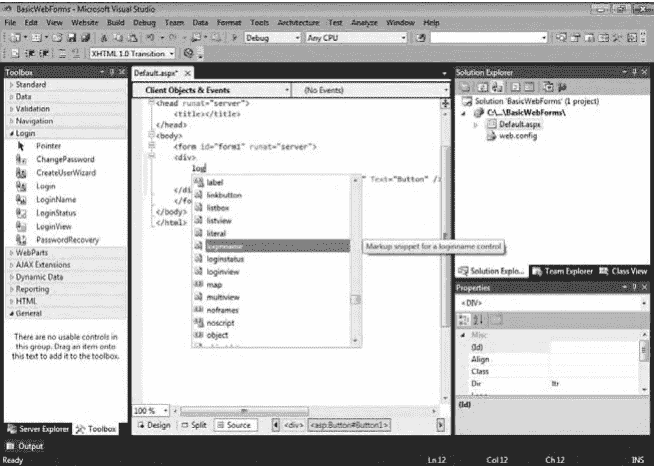 BasicWebForms - Microsoft Visual Studio
File Edit View Website Build Debug Team Data Format Tools Architecture Test Analyze Window Help
Debug Any CPU
XHTML 1.0 Transition
Toolbox
Standard
Data
Validation
Navigation
Login
Pointer
ChangePassword
CreateUserWizard
Login
LoginName
LoginStatus
LoginView
PasswordRecovery
WebParts
AJAX Extensions
Dynamic Data
Reporting
HTML
General
There are no usable controls in
this group. Drag an item onto
this text to add it to the toolbox.
Server Explorer Toolbox
Default.aspx*
Client Objects & Events (No Events)
<head runat="server">
<title></title>
</head>
<body>
<form id="form1" runat="server">
<div>
log
" Text="Button" />
</di
</fo
</body>
</html>
label
linkbutton
listbox
listview
literal
loginname
loginstatus
loginview
map
multiview
noframes
noscript
object
Markup snippet for a loginname control
100 %
Design Split Source <div> <asp:Button#Button1>
Solution Explorer
Solution 'BasicWebForms' (1 project)
C:\...\BasicWebForms\
Default.aspx
web.config
Solution Explo... Team Explorer Class View
Properties
<DIV>
Misc
(Id)
Align
Class
Dir ltr
(Id)
Output
Ready Ln 12 Col 12 Ch 12 INS